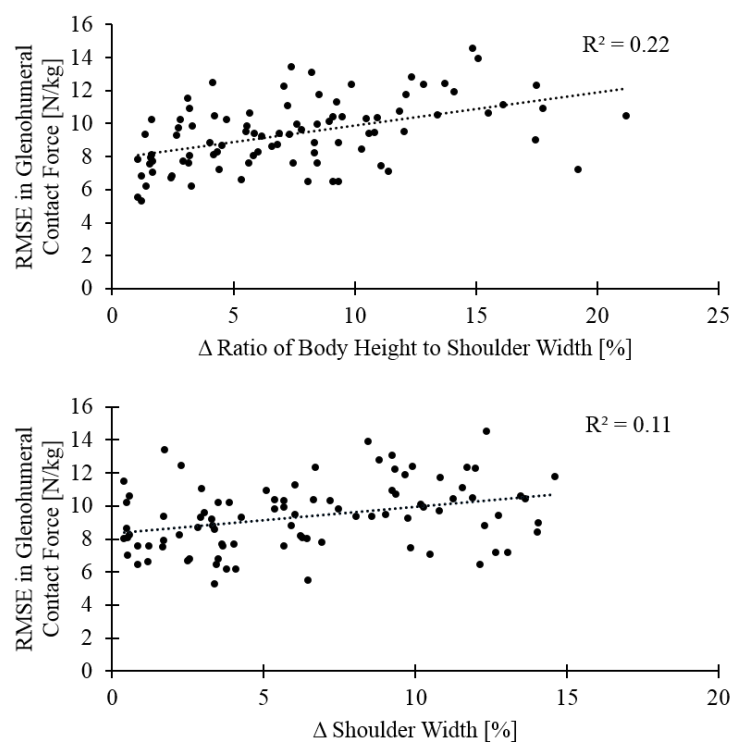 16
14
12
10
8
6
4
2
0
RMSE in Glenohumeral
Contact Force [N/kg]
R² = 0.22
0 5 10 15 20 25
Δ Ratio of Body Height to Shoulder Width [%]
16
14
12
10
8
6
4
2
0
RMSE in Glenohumeral
Contact Force [N/kg]
R² = 0.11
0 5 10 15 20
Δ Shoulder Width [%]